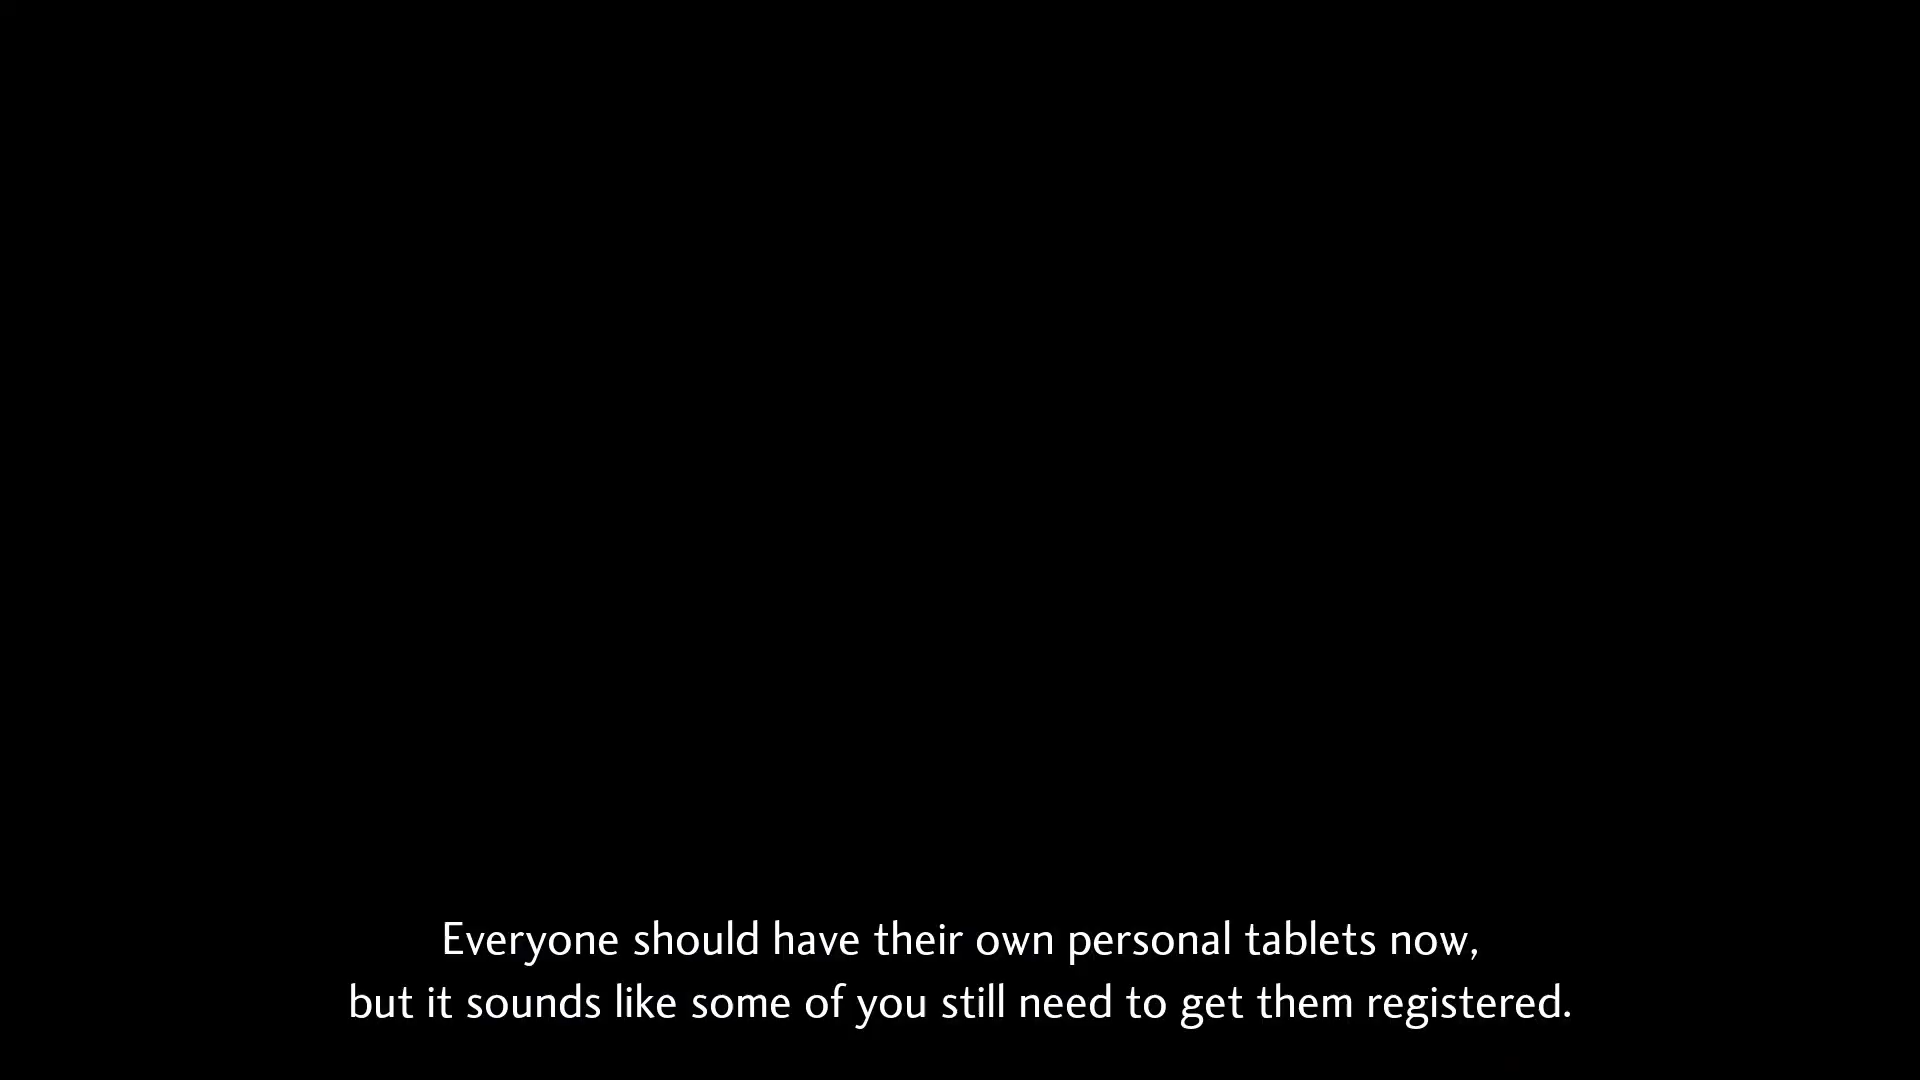 Everyone should have their own personal tablets now,
but it sounds like some of you still need to get them registered.